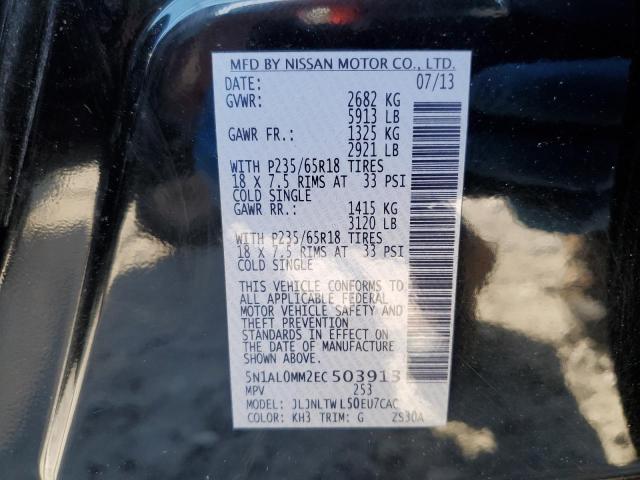 MFD BY NISSAN MOTOR CO., LTD.
DATE: 07/13
GVWR: 2682 KG
5913 LB
GAWR FR.: 1325 KG
2921 LB
WITH P235/65R18 TIRES
18 X 7.5 RIMS AT 33 PSI
COLD SINGLE
GAWR RR.: 1415 KG
3120 LB
WITH P235/65R18 TIRES
18 X 7.5 RIMS AT 33 PSI
COLD SINGLE
THIS VEHICLE CONFORMS TO
ALL APPLICABLE FEDERAL
MOTOR VEHICLE SAFETY AND
THEFT PREVENTION
STANDARDS IN EFFECT ON
THE DATE OF MANUFACTURE
SHOWN ABOVE.
5N1AL0MM2EC503913
MPV 253
MODEL: JLJNLTWL50EU7CAC
COLOR: KH3 TRIM: G ZS30A